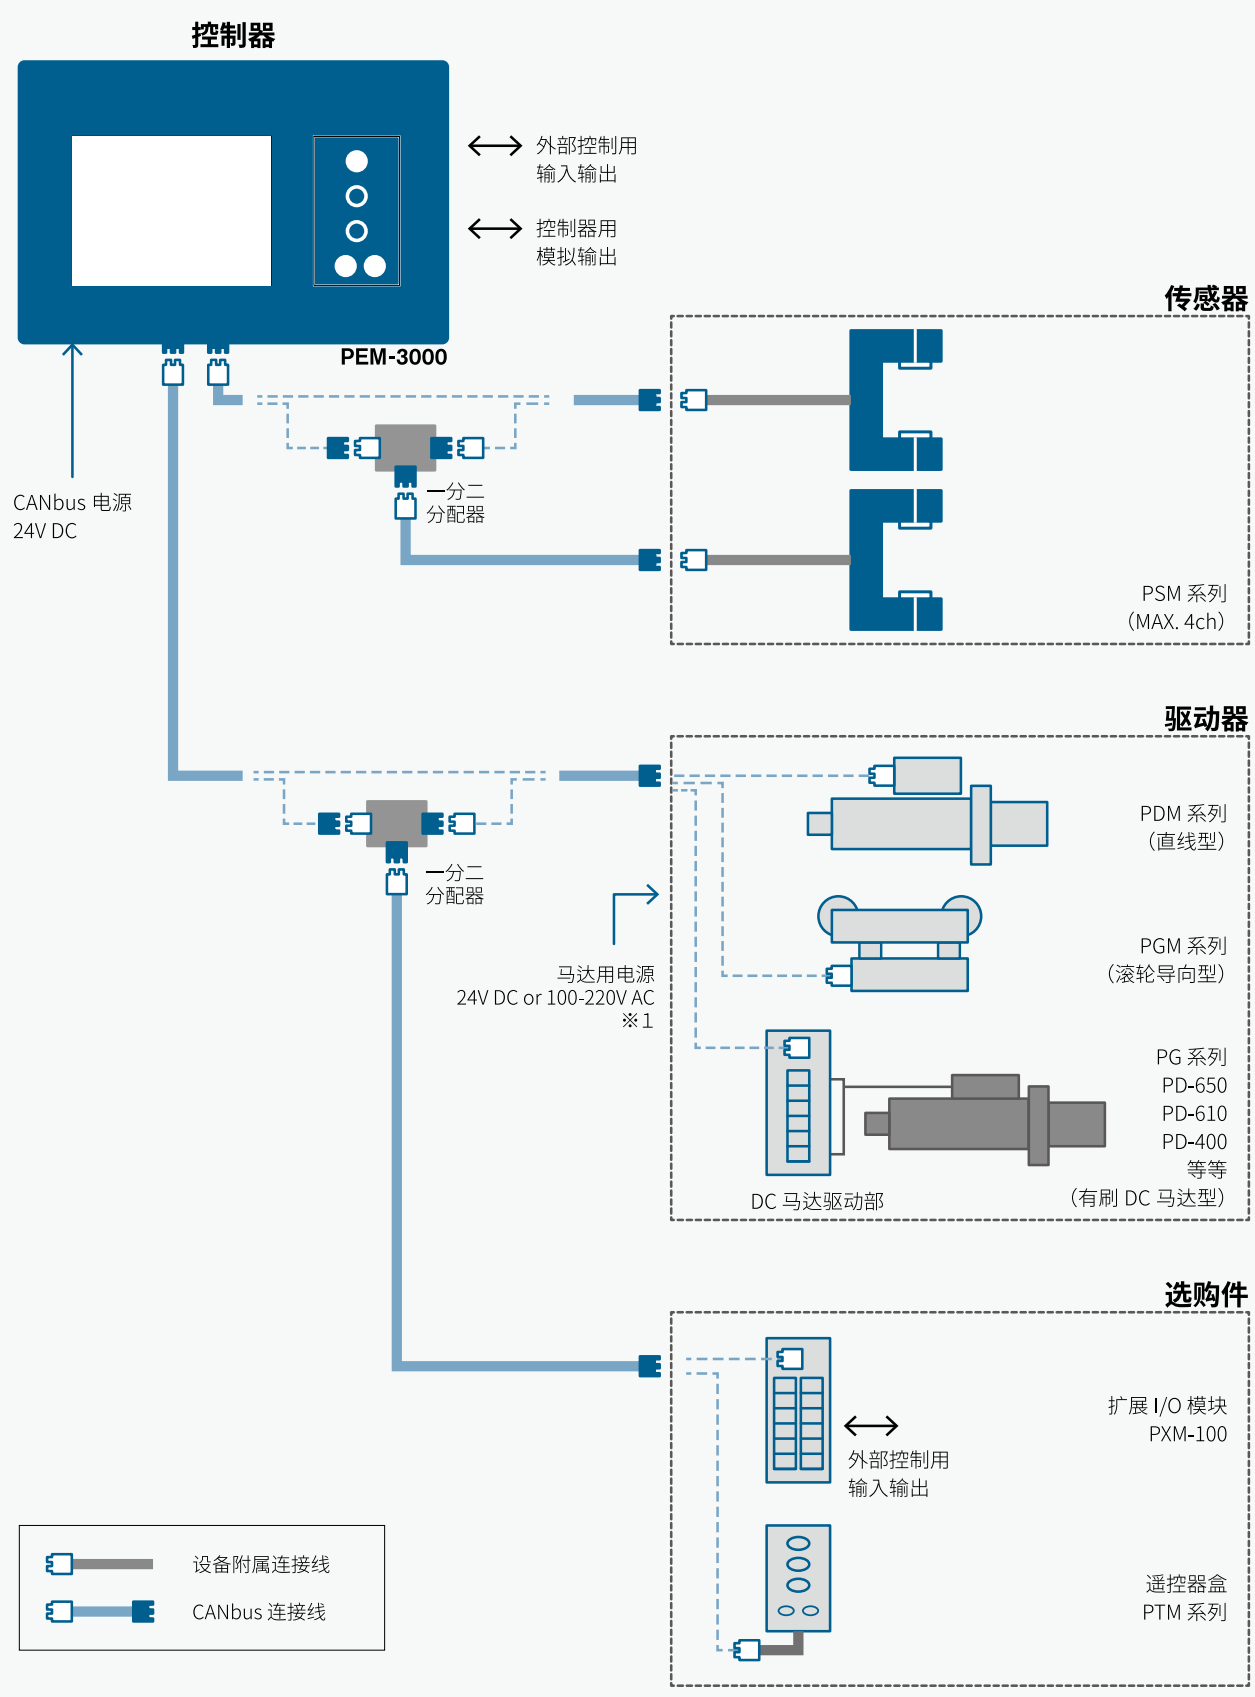 控制器
外部控制用
输入输出
控制器用
模拟输出
PEM-3000
CANbus 电源
24V DC
一分二
分配器
传感器
PSM 系列
（MAX. 4ch）
驱动器
PDM 系列
（直线型）
一分二
分配器
马达用电源
24V DC or 100-220V AC
※1
PGM 系列
（滚轮导向型）
PG 系列
PD-650
PD-610
PD-400
等等
（有刷 DC 马达型）
DC 马达驱动部
选购件
扩展 I/O 模块
PXM-100
外部控制用
输入输出
遥控器盒
PTM 系列
设备附属连接线
CANbus 连接线